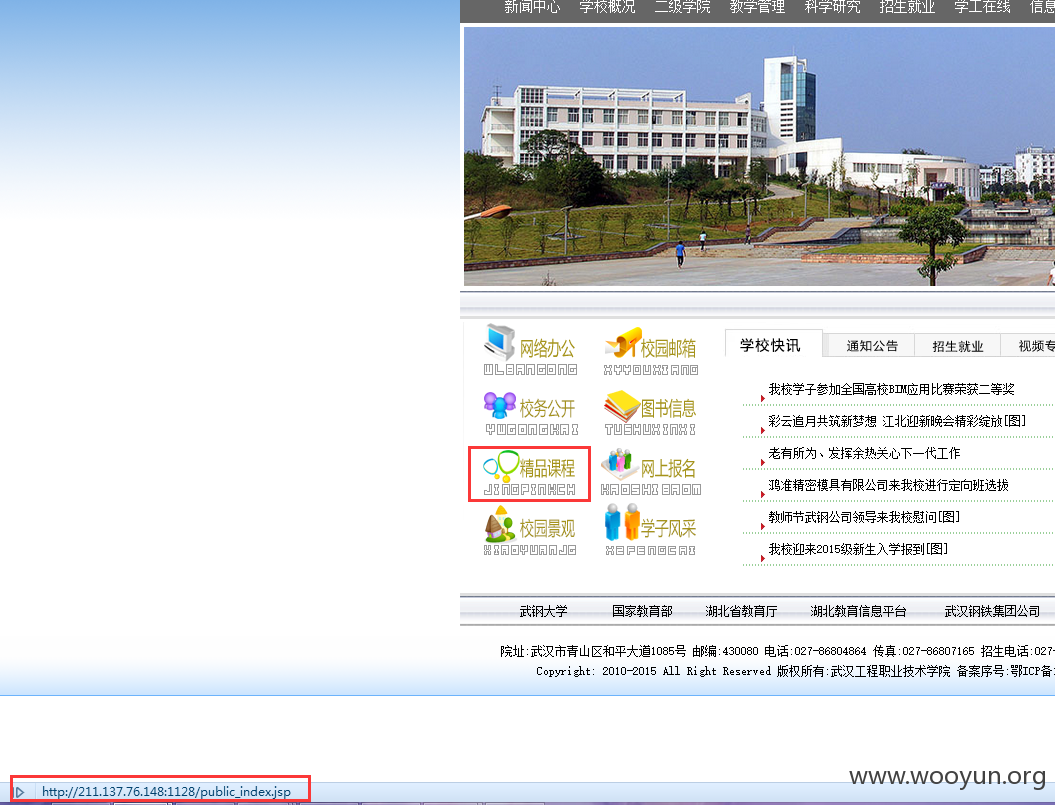 新闻中心 学校概况 二级学院 教学管理 科学研究 招生就业 学工在线 信息
网络办公 校园邮箱
WLBANGONG XYYOUXIANG
校务公开 图书信息
YUGONGKAI TUSHUXINXI
精品课程 网上报名
JINGPINKCH KAOSHIBAOM
校园景观 学子风采
XIAOYUANJG XZFENGCAI
学校快讯 通知公告 招生就业 视频专
我校学子参加全国高校BIM应用比赛荣获二等奖
彩云追月共筑新梦想 江北迎新晚会精彩绽放[图]
老有所为、发挥余热关心下一代工作
鸿准精密模具有限公司来我校进行定向班选拔
教师节武钢公司领导来我校慰问[图]
我校迎来2015级新生入学报到[图]
武钢大学 国家教育部 湖北省教育厅 湖北教育信息平台 武汉钢铁集团公司
院址:武汉市青山区和平大道1085号 邮编:430080 电话:027-86804864 传真:027-86807165 招生电话:027-
Copyright: 2010-2015 All Right Reserved 版权所有:武汉工程职业技术学院 备案序号:鄂ICP备
www.wooyun.org
http://211.137.76.148:1128/public_index.jsp